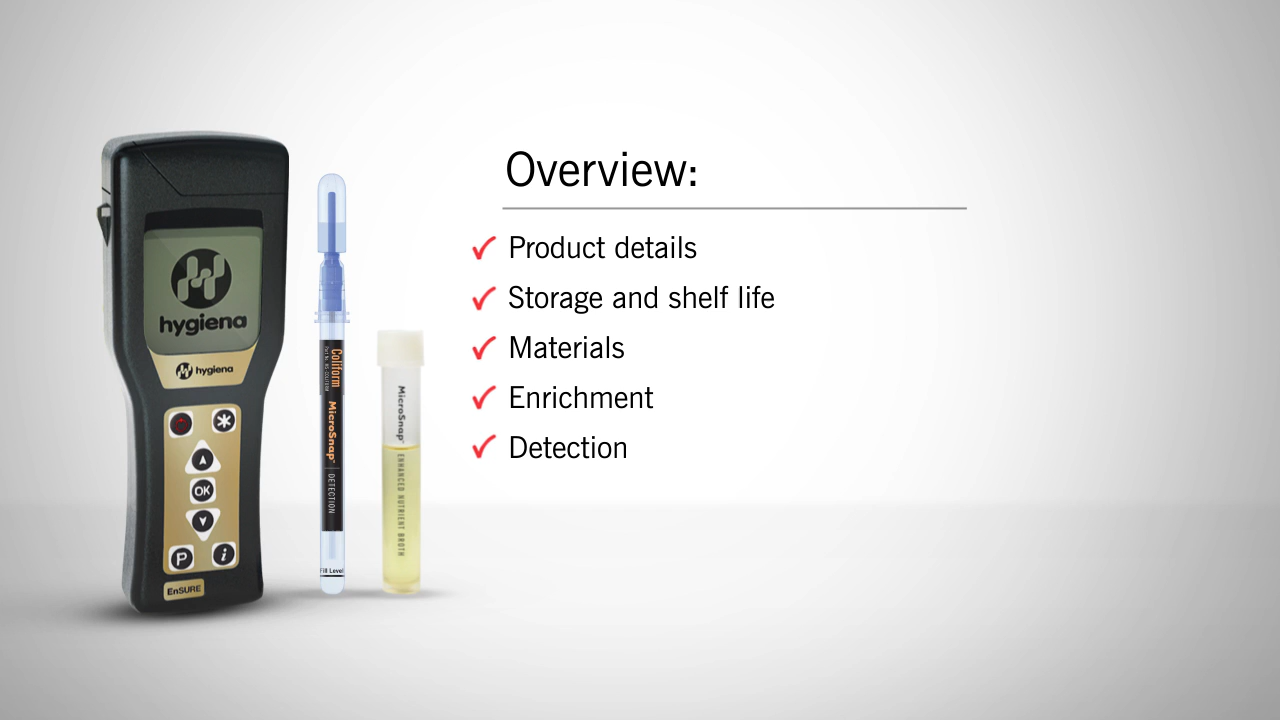 Overview:
Product details
Storage and shelf life
Materials
Enrichment
Detection
hygiena
hygiena
OK
P
i
EnSURE
Coliform
MicroSnap
DETECTION
Fill Level
MicroSnap
ENHANCED NUTRIENT BROTH